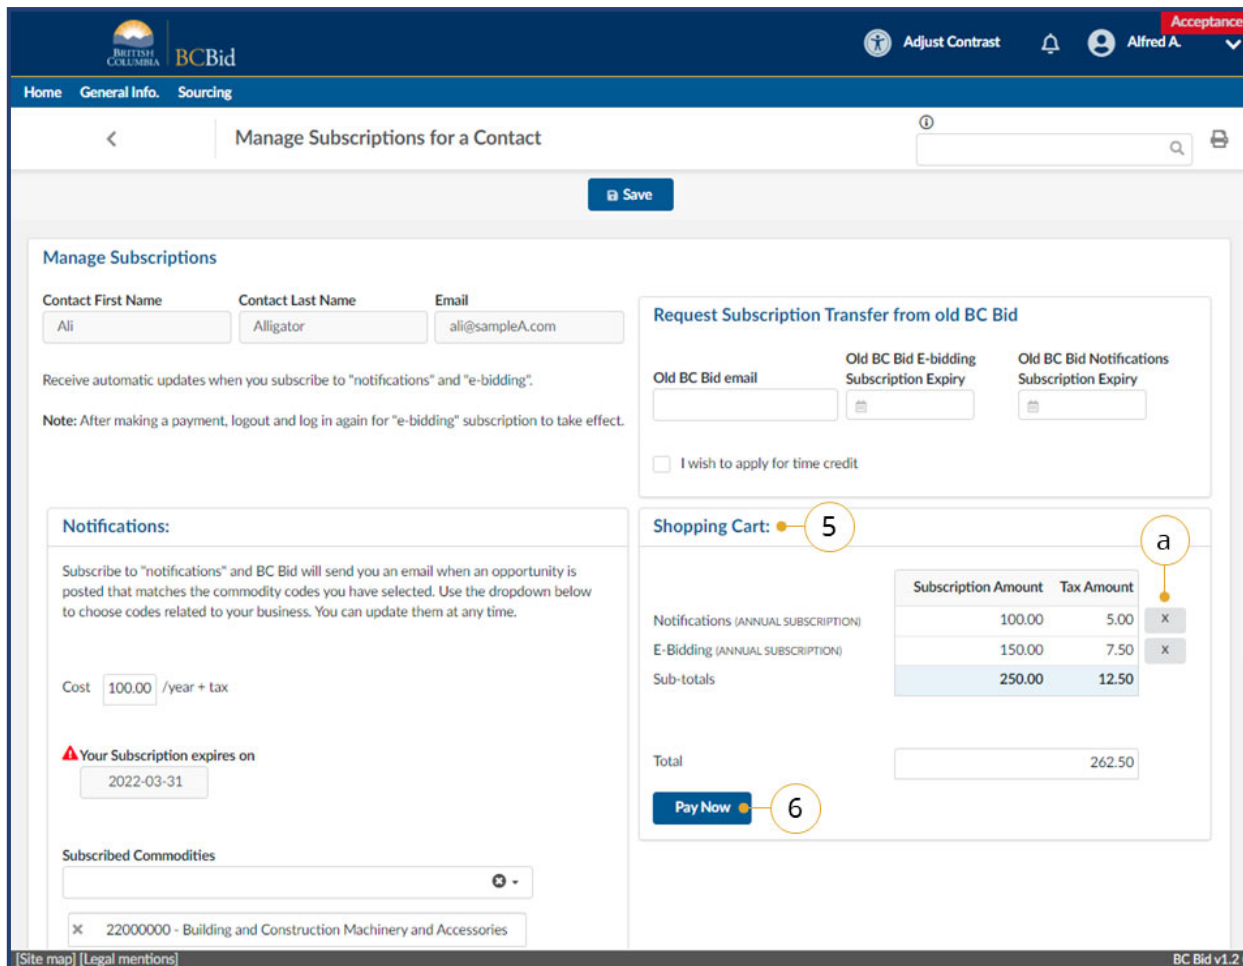 Acceptance
BRITISH
COLUMBIA
BCBid
Adjust Contrast
Alfred A.
Home General Info. Sourcing
Manage Subscriptions for a Contact
Save
Manage Subscriptions
Contact First Name Contact Last Name Email
Ali Alligator ali@sampleA.com
Receive automatic updates when you subscribe to "notifications" and "e-bidding".
Note: After making a payment, logout and log in again for "e-bidding" subscription to take effect.
Request Subscription Transfer from old BC Bid
Old BC Bid email
Old BC Bid E-bidding
Subscription Expiry
Old BC Bid Notifications
Subscription Expiry
I wish to apply for time credit
Notifications:
Subscribe to "notifications" and BC Bid will send you an email when an opportunity is
posted that matches the commodity codes you have selected. Use the dropdown below
to choose codes related to your business. You can update them at any time.
Cost 100.00 /year + tax
Your Subscription expires on
2022-03-31
Subscribed Commodities
× 22000000 - Building and Construction Machinery and Accessories
Shopping Cart: 5
a
Subscription Amount Tax Amount
Notifications (ANNUAL SUBSCRIPTION) 100.00 5.00 X
E-Bidding (ANNUAL SUBSCRIPTION) 150.00 7.50 X
Sub-totals 250.00 12.50
Total 262.50
Pay Now 6
[Site map] [Legal mentions] BC Bid v1.2